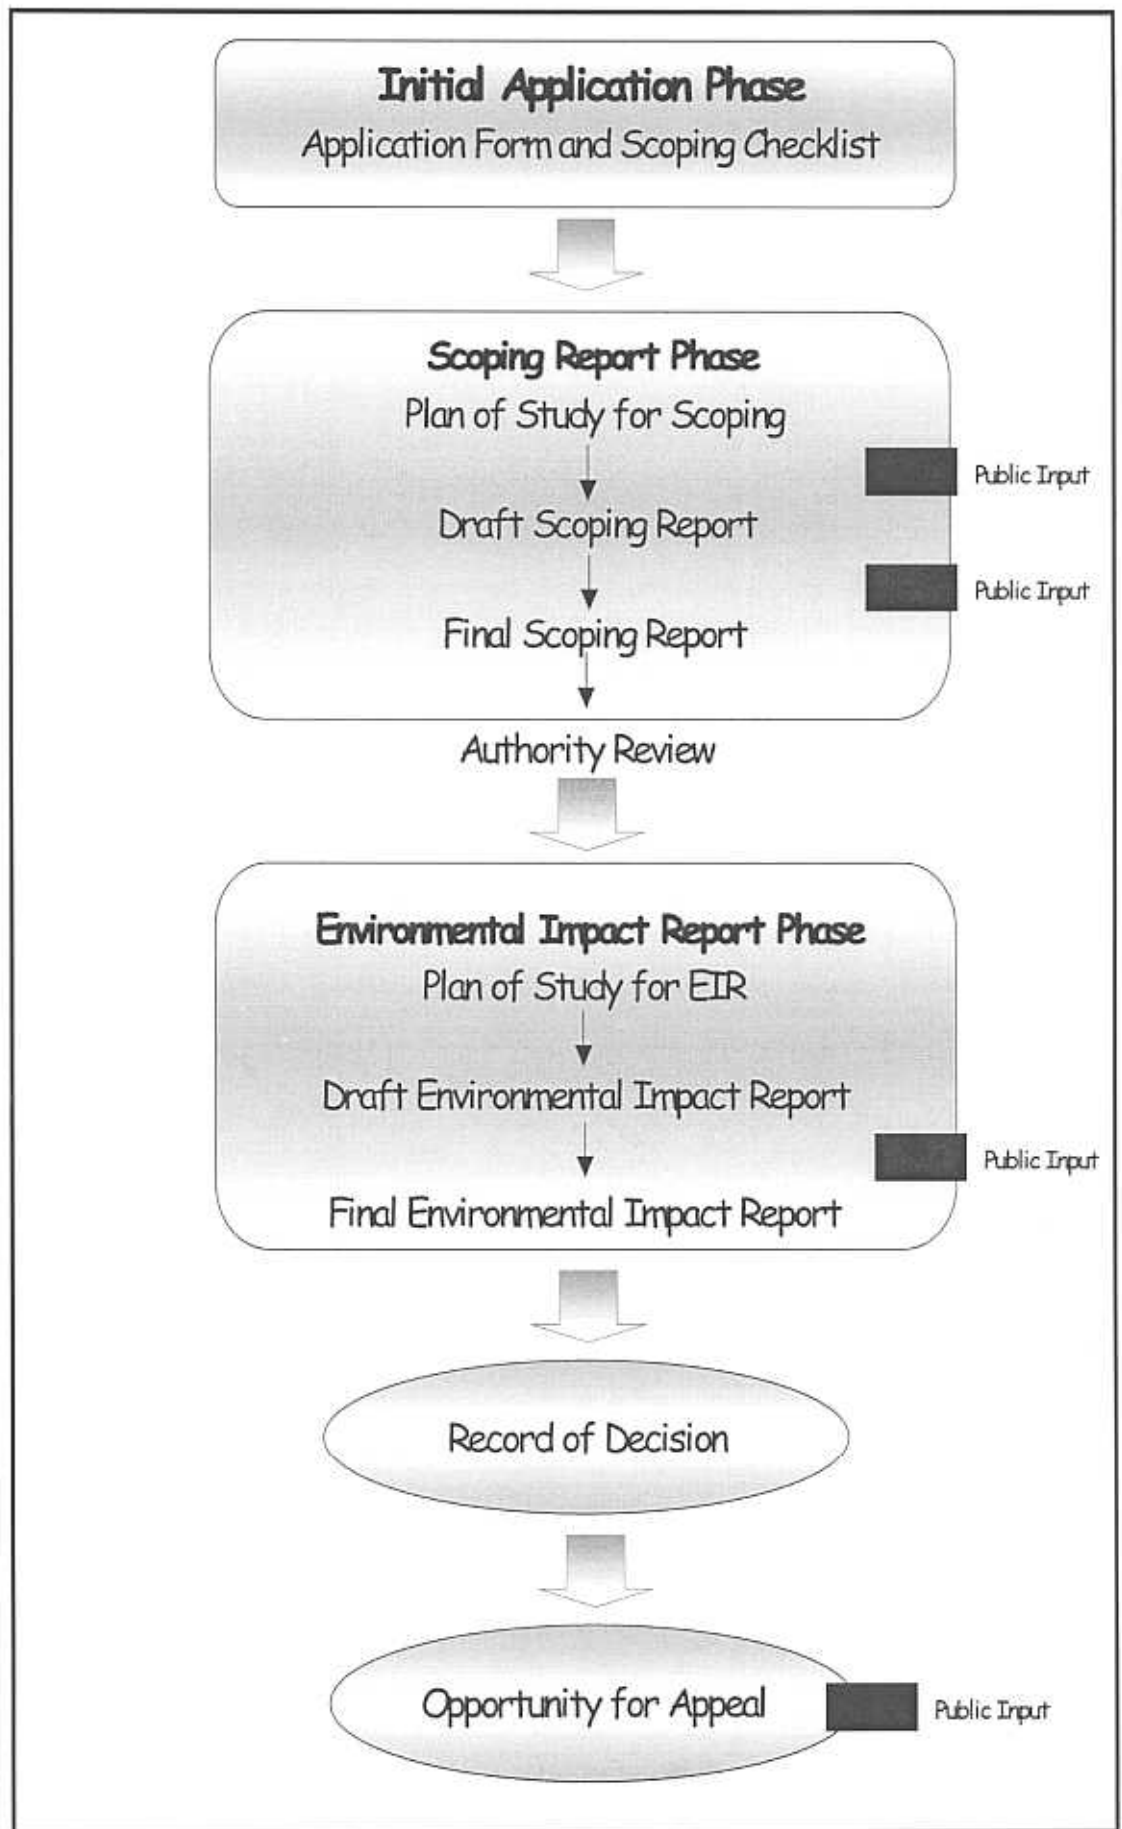 Initial Application Phase
Application Form and Scoping Checklist
Scoping Report Phase
Plan of Study for Scoping
Public Input
Draft Scoping Report
Public Input
Final Scoping Report
Authority Review
Environmental Impact Report Phase
Plan of Study for EIR
Draft Environmental Impact Report
Public Input
Final Environmental Impact Report
Record of Decision
Opportunity for Appeal
Public Input